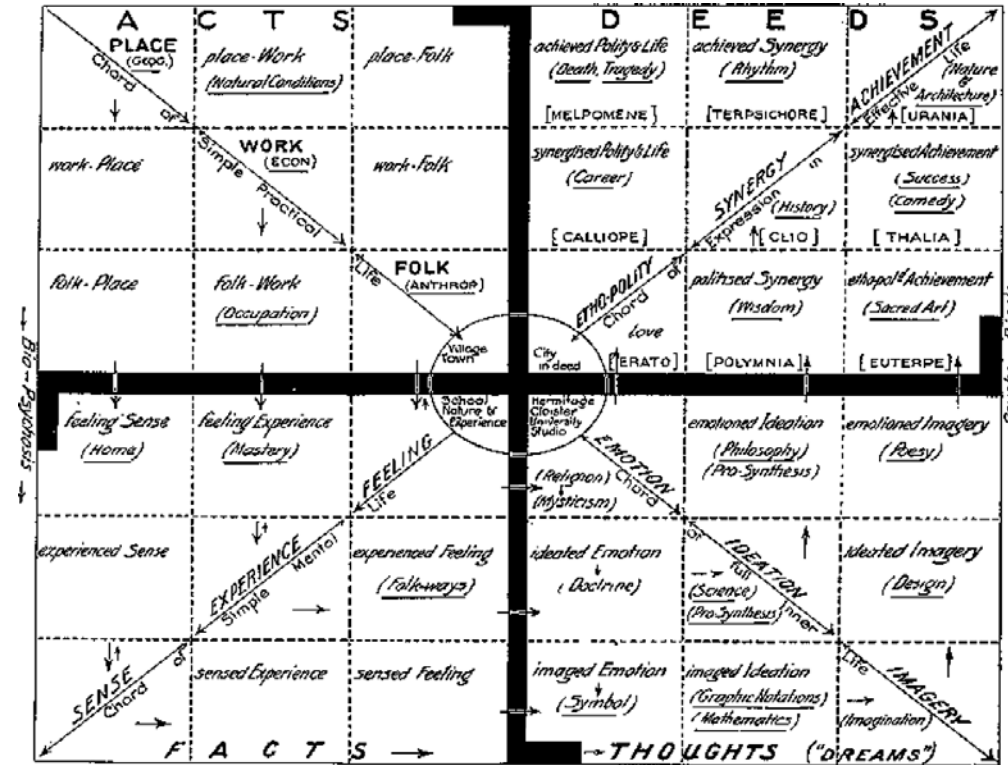 A C T S
D E E D S
PLACE
(GEOG.)
place-Work
(Natural Conditions)
place-Folk
achieved Polity & Life
(Death, Tragedy)
[MELPOMENE]
achieved Synergy
(Rhythm)
[TERPSICHORE]
ACHIEVEMENT
Effective Life
(Nature
&
Architecture)
[URANIA]
Chord of Simple Practical Life
work-Place
WORK
(ECON)
work-Folk
synergised Polity & Life
(Career)
[CALLIOPE]
SYNERGY
(History)
[CLIO]
synergised Achievement
(Success)
(Comedy)
[THALIA]
folk-Place
folk-Work
(Occupation)
FOLK
(ANTHROP)
ETHO-POLITY
Chord of Expression in
Love
[ERATO]
politised Synergy
(Wisdom)
[POLYMNIA]
ethopol<sup>d</sup> Achievement
(Sacred Art)
[EUTERPE]
Village
Town
City
in deed
School
Nature &
Experience
Hermitage
Cloister
University
Studio
Bio-Psychosis
feeling Sense
(Home)
feeling Experience
(Mastery)
FEELING
Life
(Religion)
(Mysticism)
EMOTION
Chord
emotioned Ideation
(Philosophy)
(Pro-Synthesis)
emotioned Imagery
(Poesy)
experienced Sense
EXPERIENCE
Simple Mental
experienced Feeling
(Folk-ways)
ideated Emotion
(Doctrine)
IDEATION
of full Inner
(Science)
(Pro-Synthesis)
ideated Imagery
(Design)
SENSE
Chord of
sensed Experience
sensed Feeling
imaged Emotion
(Symbol)
imaged Ideation
(Graphic Notations)
(Mathematics)
Life
IMAGERY
(Imagination)
F A C T S
THOUGHTS ("DREAMS")